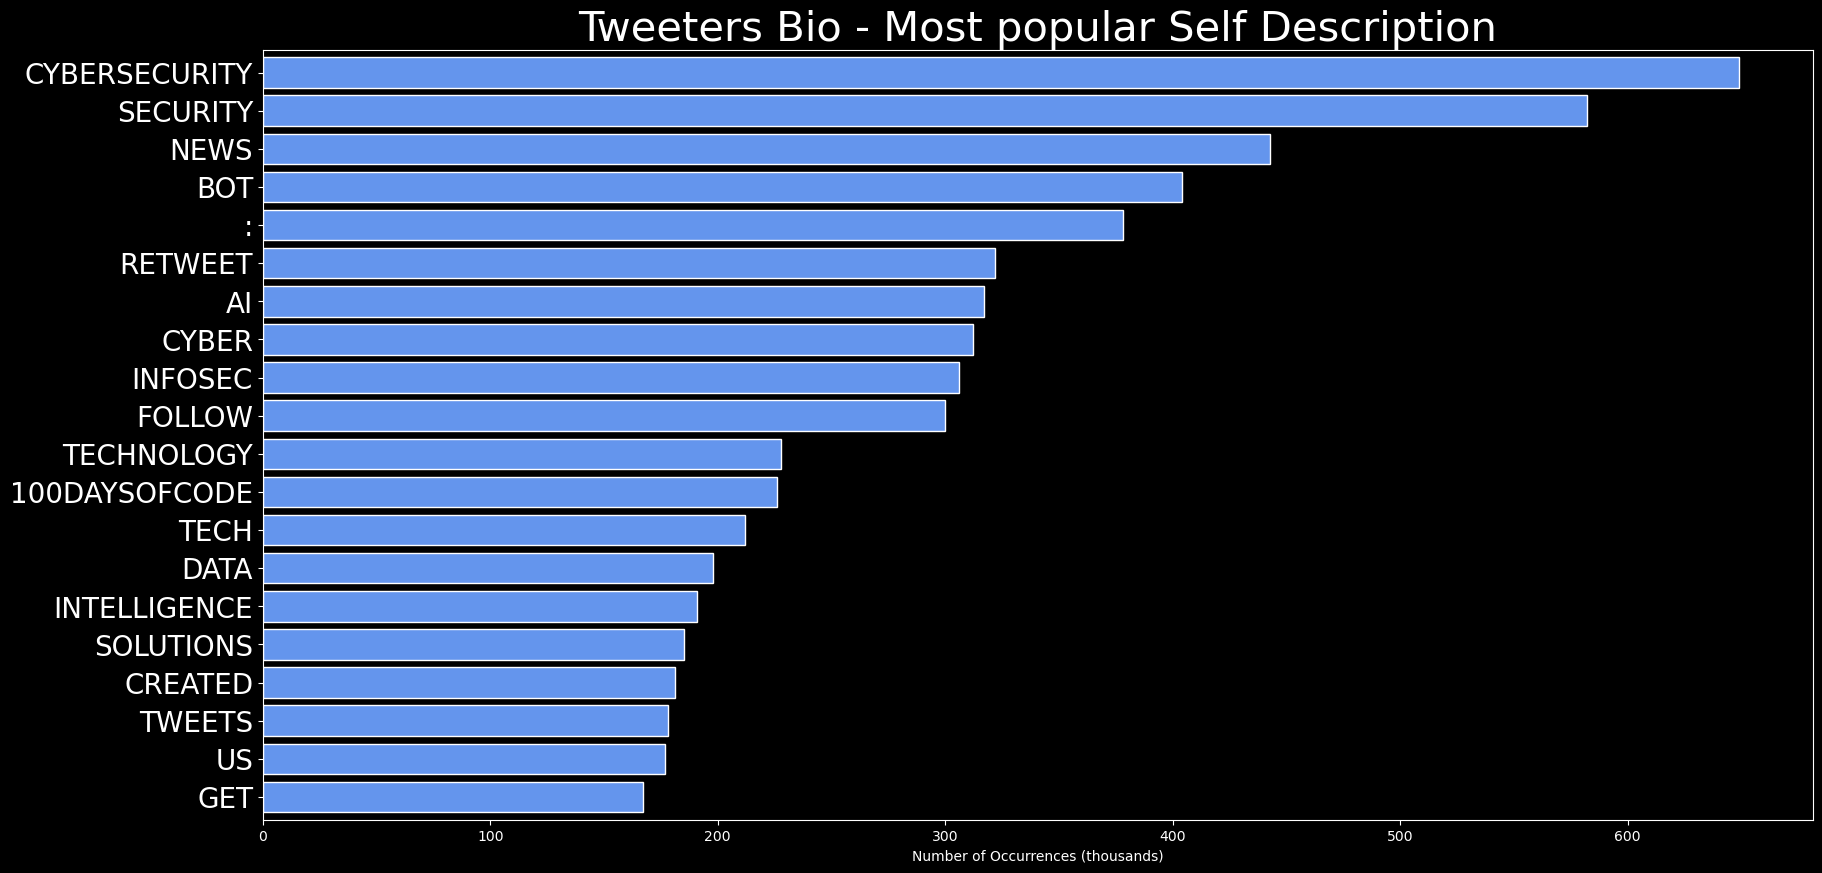 Tweeters Bio - Most popular Self Description
CYBERSECURITY
SECURITY
NEWS
BOT
:
RETWEET
AI
CYBER
INFOSEC
FOLLOW
TECHNOLOGY
100DAYSOFCODE
TECH
DATA
INTELLIGENCE
SOLUTIONS
CREATED
TWEETS
US
GET
0 100 200 300 400 500 600
Number of Occurrences (thousands)